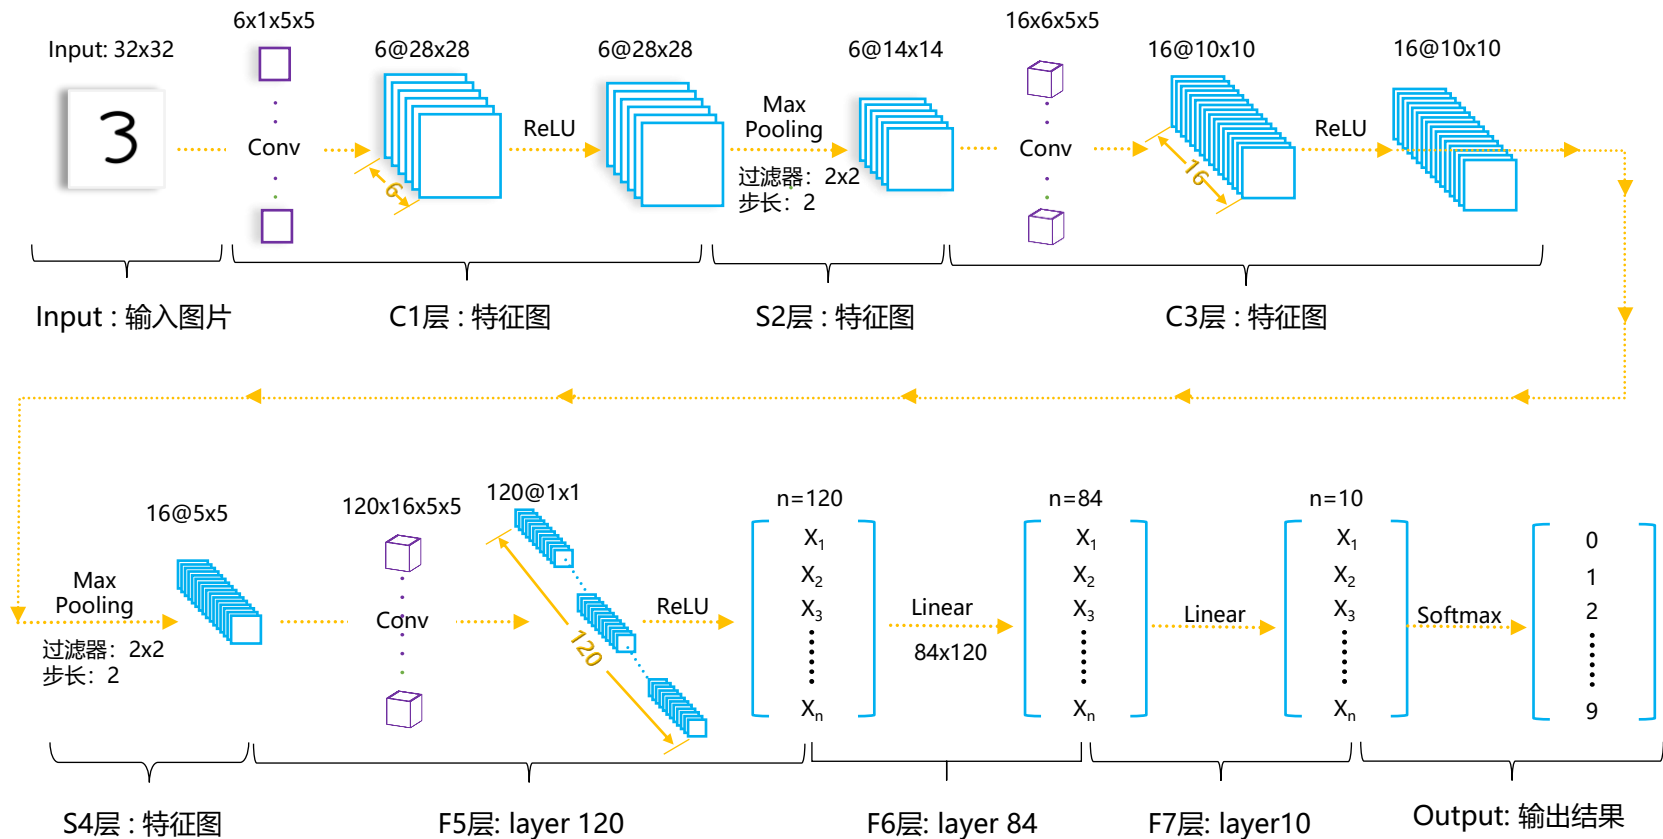 6x1x5x5
16x6x5x5
Input: 32x32
6@28x28
6@28x28
6@14x14
16@10x10
16@10x10
3
Conv
ReLU
Max
Pooling
过滤器：2x2
步长：2
Conv
ReLU
6
16
Input : 输入图片
C1层 : 特征图
S2层 : 特征图
C3层 : 特征图
16@5x5
120x16x5x5
120@1x1
n=120
n=84
n=10
Max
Pooling
过滤器：2x2
步长：2
Conv
120
ReLU
X₁
X₂
X₃
Xₙ
Linear
84x120
X₁
X₂
X₃
Xₙ
Linear
X₁
X₂
X₃
Xₙ
Softmax
0
1
2
9
S4层 : 特征图
F5层: layer 120
F6层: layer 84
F7层: layer10
Output: 输出结果